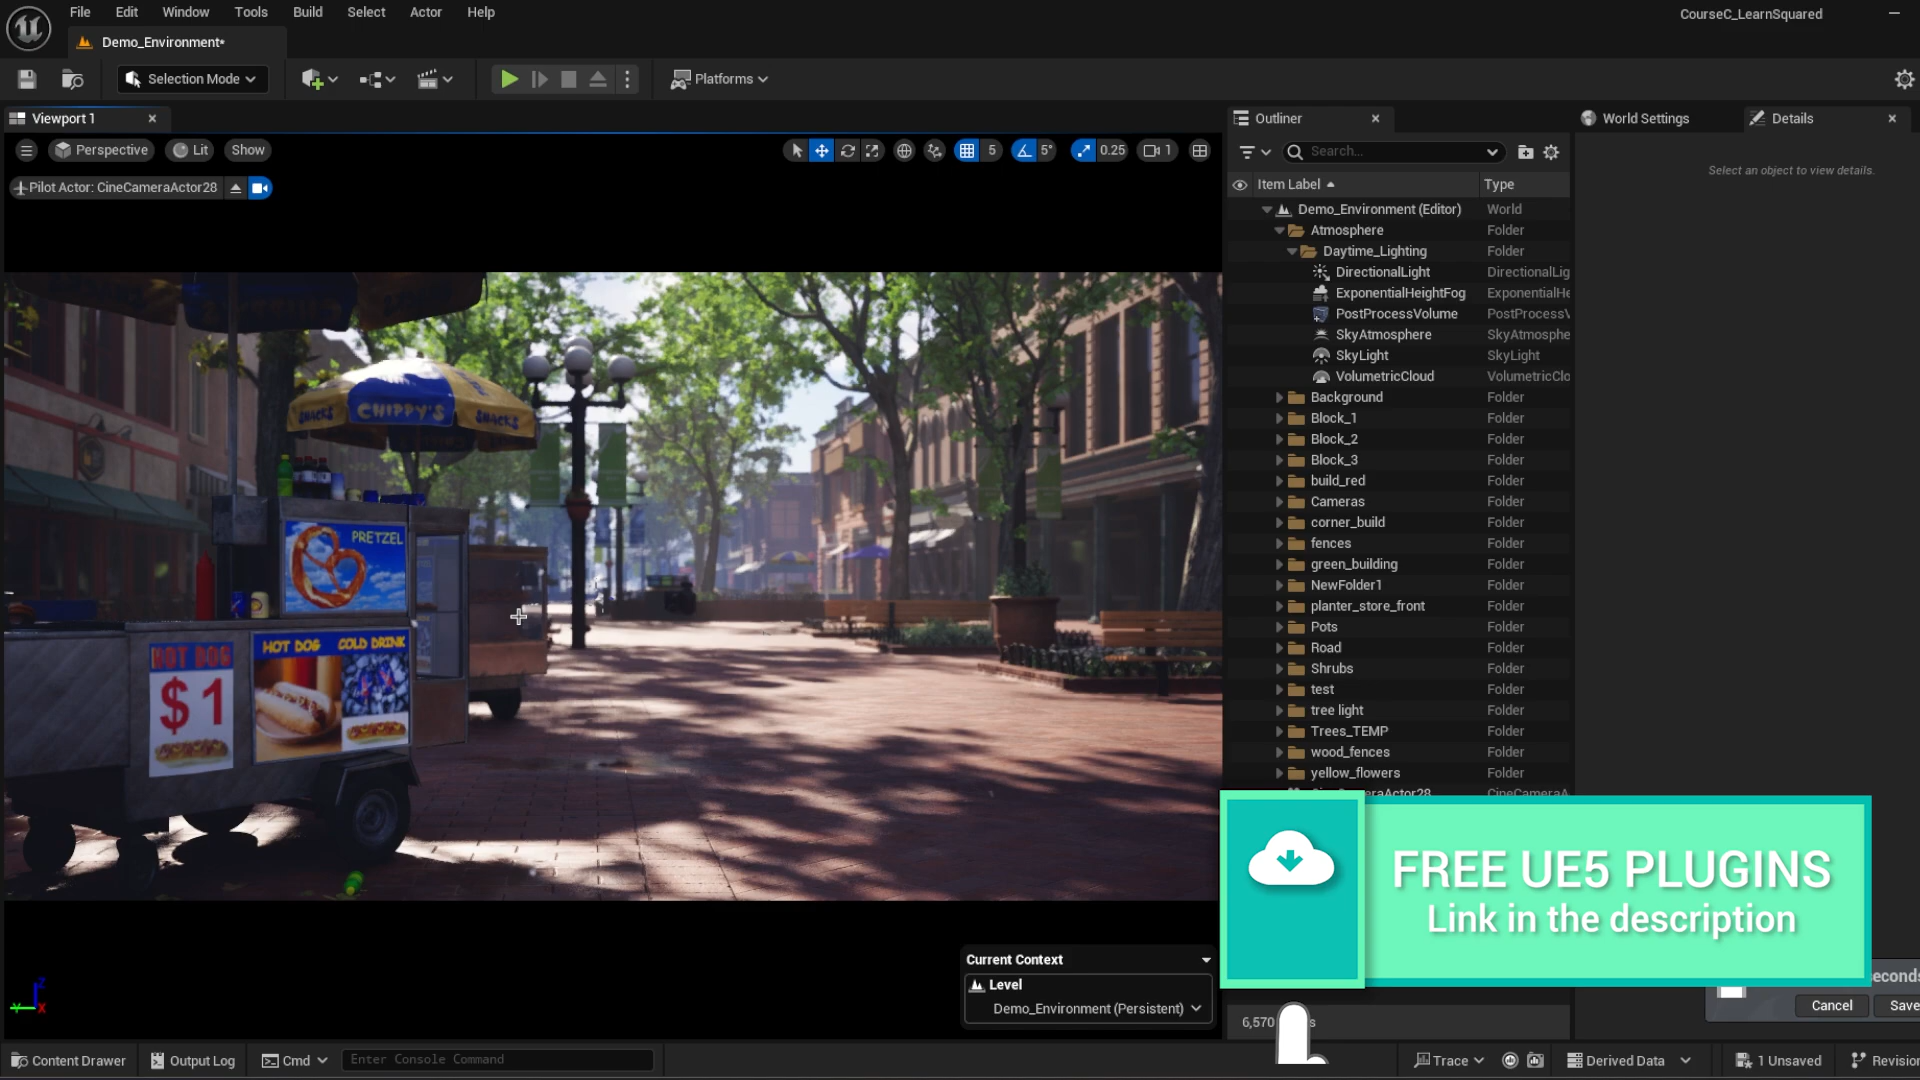 File Edit Window Tools Build Select Actor Help
CourseC_LearnSquared
Demo_Environment*
Selection Mode
Platforms
Viewport 1
Outliner
World Settings
Details
Perspective
Lit
Show
5
5°
0.25
1
Search...
Select an object to view details.
Pilot Actor: CineCameraActor28
Item Label Type
Demo_Environment (Editor) World
Atmosphere Folder
Daytime_Lighting Folder
DirectionalLight DirectionalLig
ExponentialHeightFog ExponentialHe
PostProcessVolume PostProcessV
SkyAtmosphere SkyAtmosphe
SkyLight SkyLight
VolumetricCloud VolumetricClo
Background Folder
Block_1 Folder
Block_2 Folder
Block_3 Folder
build_red Folder
Cameras Folder
corner_build Folder
fences Folder
green_building Folder
NewFolder1 Folder
planter_store_front Folder
Pots Folder
Road Folder
Shrubs Folder
test Folder
tree light Folder
Trees_TEMP Folder
wood_fences Folder
yellow_flowers Folder
SNACKS CHIPPY'S SNACKS
PRETZEL
HOT DOG
$1
HOT DOG COLD DRINK
FREE UE5 PLUGINS
Link in the description
Current Context
Level
Demo_Environment (Persistent)
6,570
Cancel
Save
Content Drawer
Output Log
Cmd
Enter Console Command
Trace
Derived Data
1 Unsaved
Revision